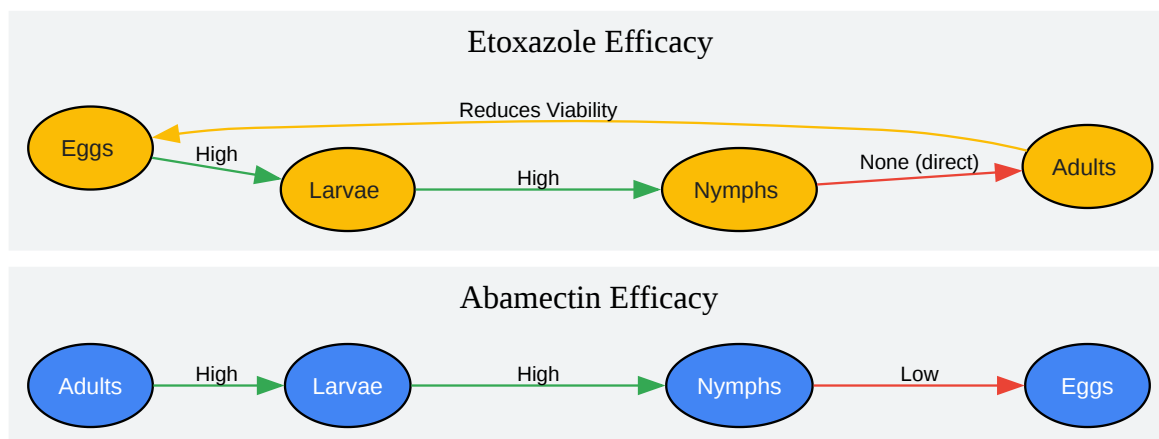 Etoxazole Efficacy
Reduces Viability
Eggs
High
Larvae
High
Nymphs
None (direct)
Adults
Abamectin Efficacy
Adults
High
Larvae
High
Nymphs
Low
Eggs